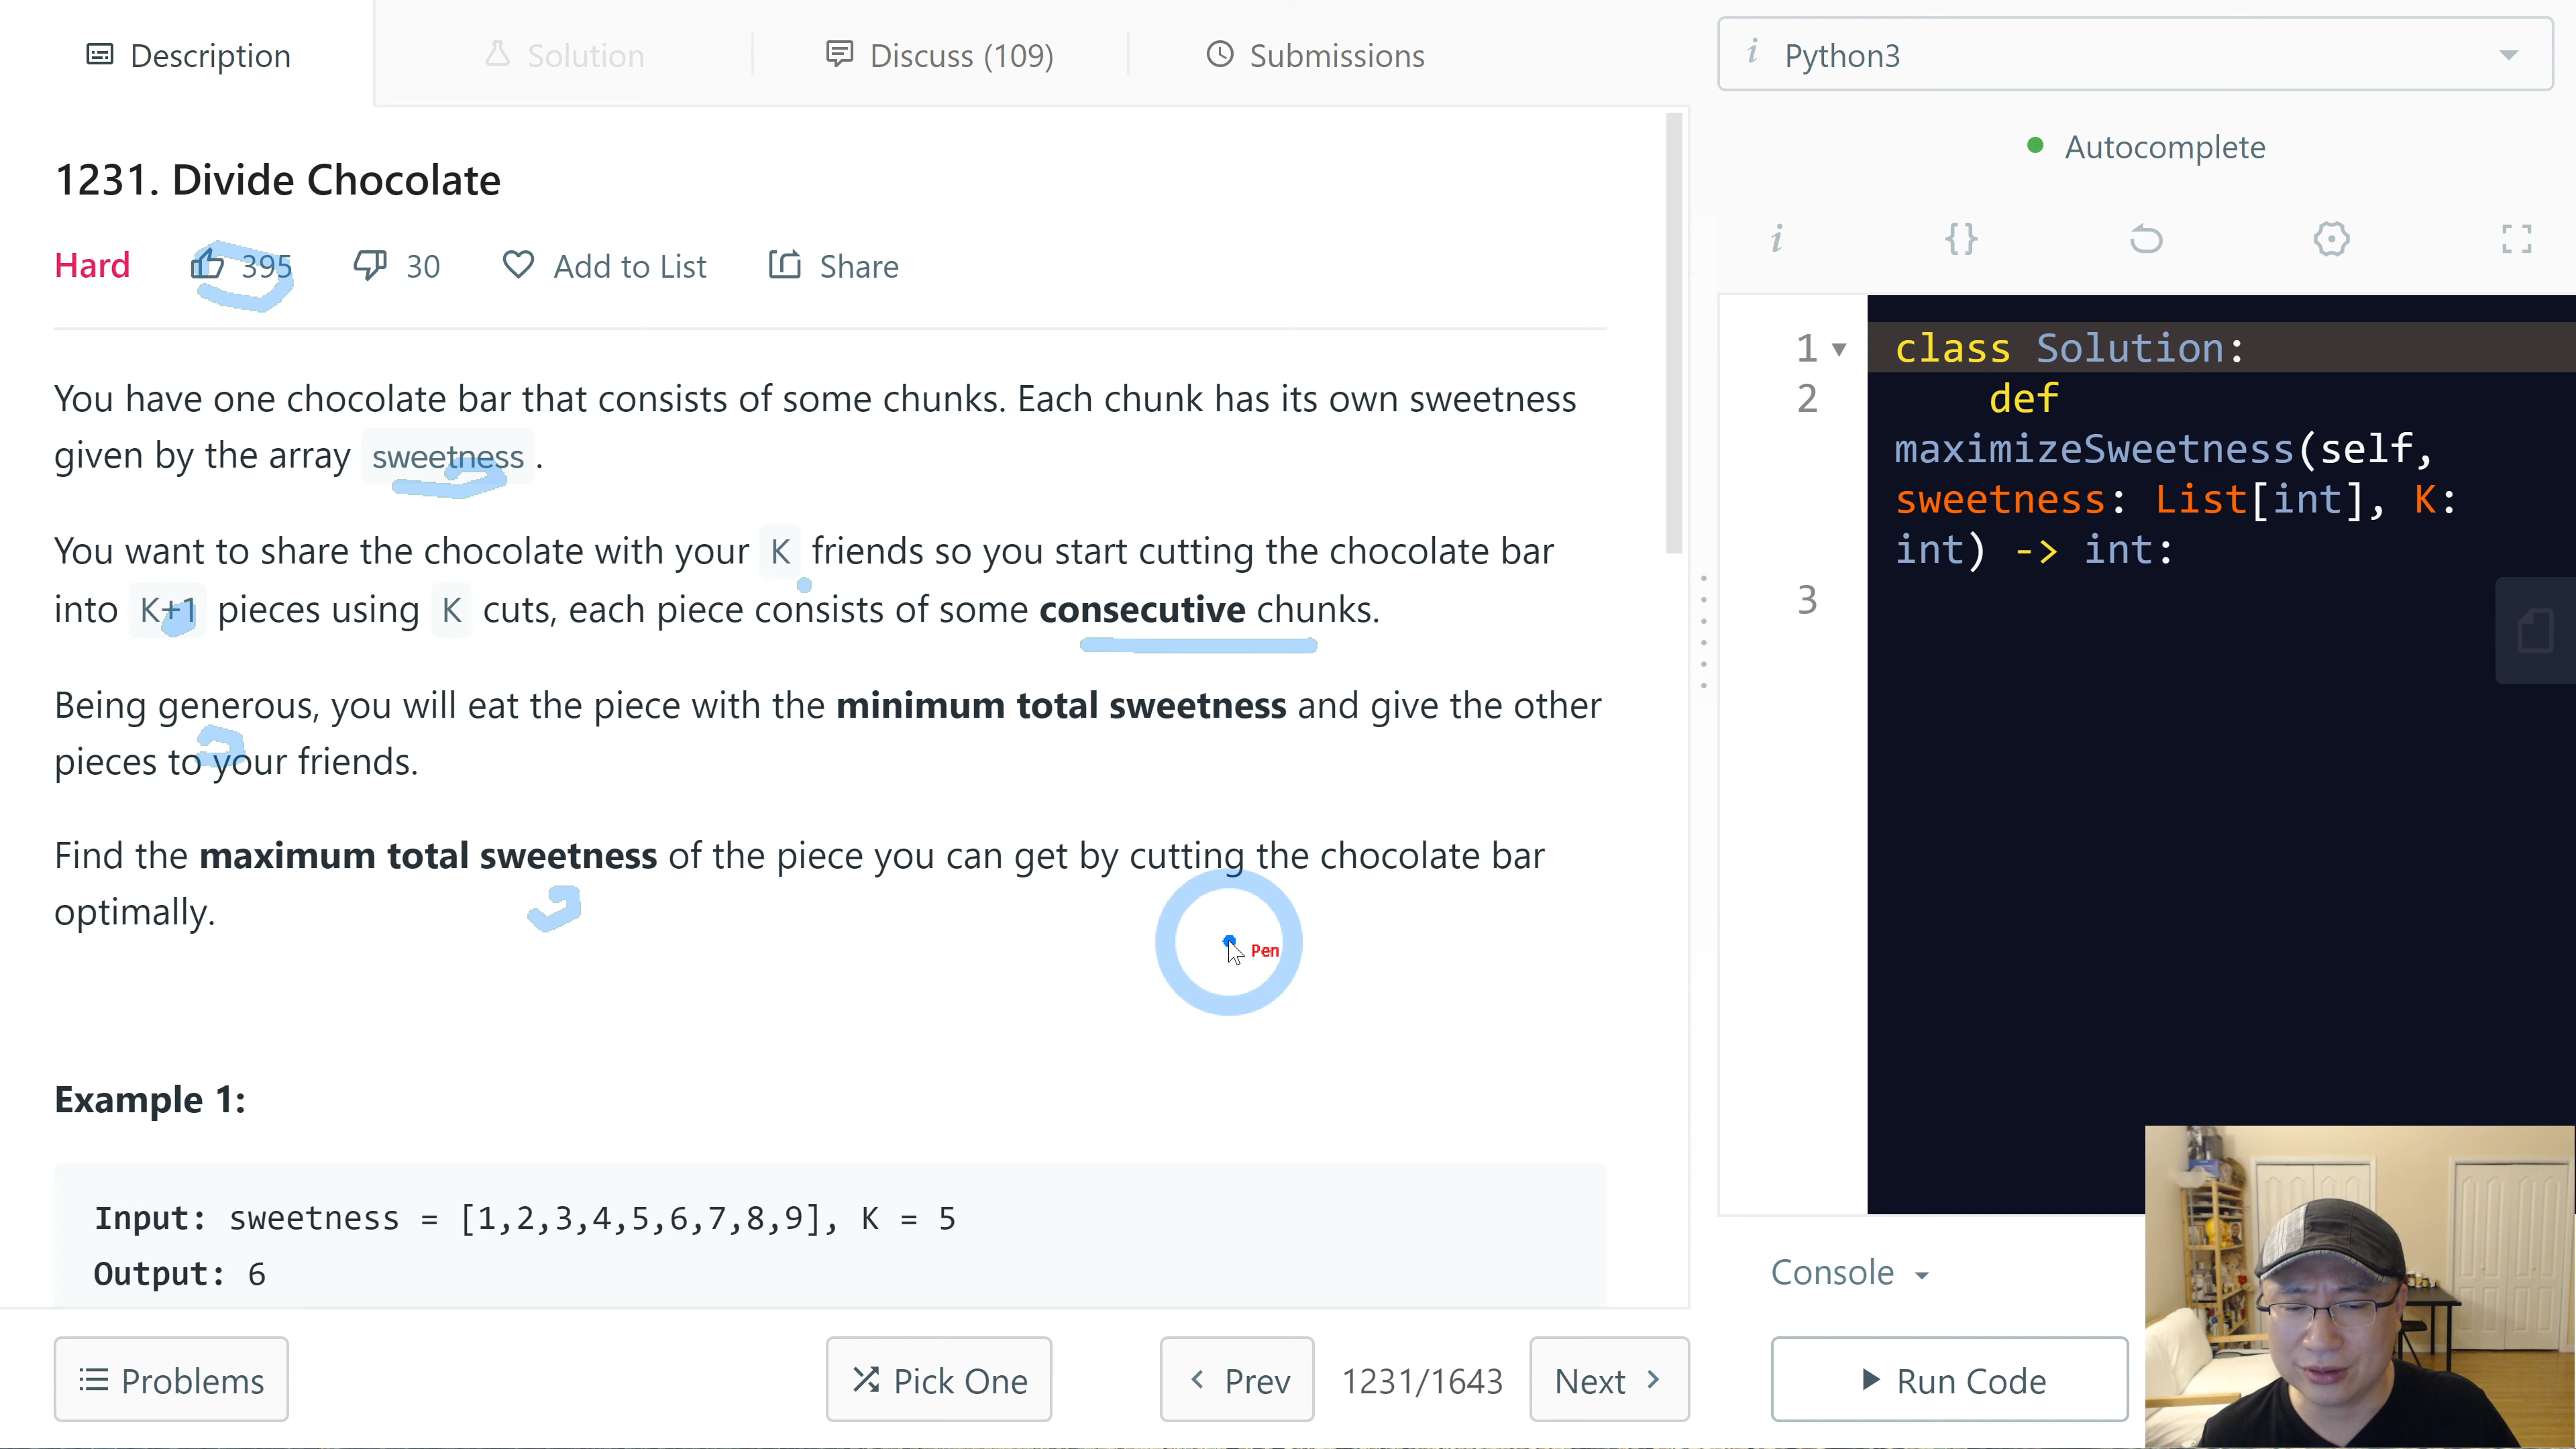 Description
Solution
Discuss (109)
Submissions
i Python3
Autocomplete
1231. Divide Chocolate
Hard 395 30 Add to List Share
i {}
You have one chocolate bar that consists of some chunks. Each chunk has its own sweetness
given by the array sweetness .
You want to share the chocolate with your K friends so you start cutting the chocolate bar
into K+1 pieces using K cuts, each piece consists of some consecutive chunks.
Being generous, you will eat the piece with the minimum total sweetness and give the other
pieces to your friends.
Find the maximum total sweetness of the piece you can get by cutting the chocolate bar
optimally.
Pen
Example 1:
Input: sweetness = [1,2,3,4,5,6,7,8,9], K = 5
Output: 6
1 class Solution:
2 def
maximizeSweetness(self,
sweetness: List[int], K:
int) -> int:
3
Console
Problems
Pick One
Prev
1231/1643
Next
Run Code